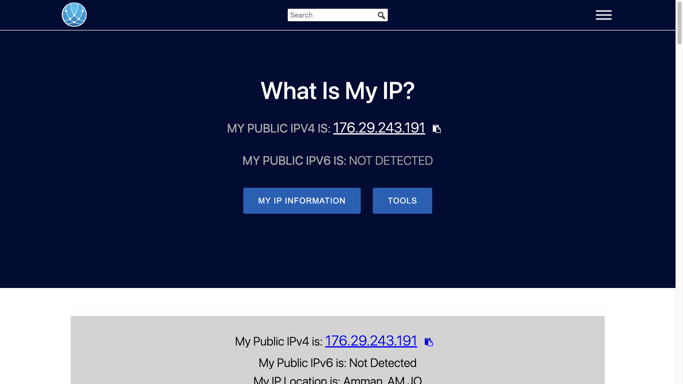 Search
What Is My IP?
MY PUBLIC IPV4 IS: 176.29.243.191
MY PUBLIC IPV6 IS: NOT DETECTED
MY IP INFORMATION
TOOLS
My Public IPv4 is: 176.29.243.191
My Public IPv6 is: Not Detected
My IP Location is: Amman, AM JO